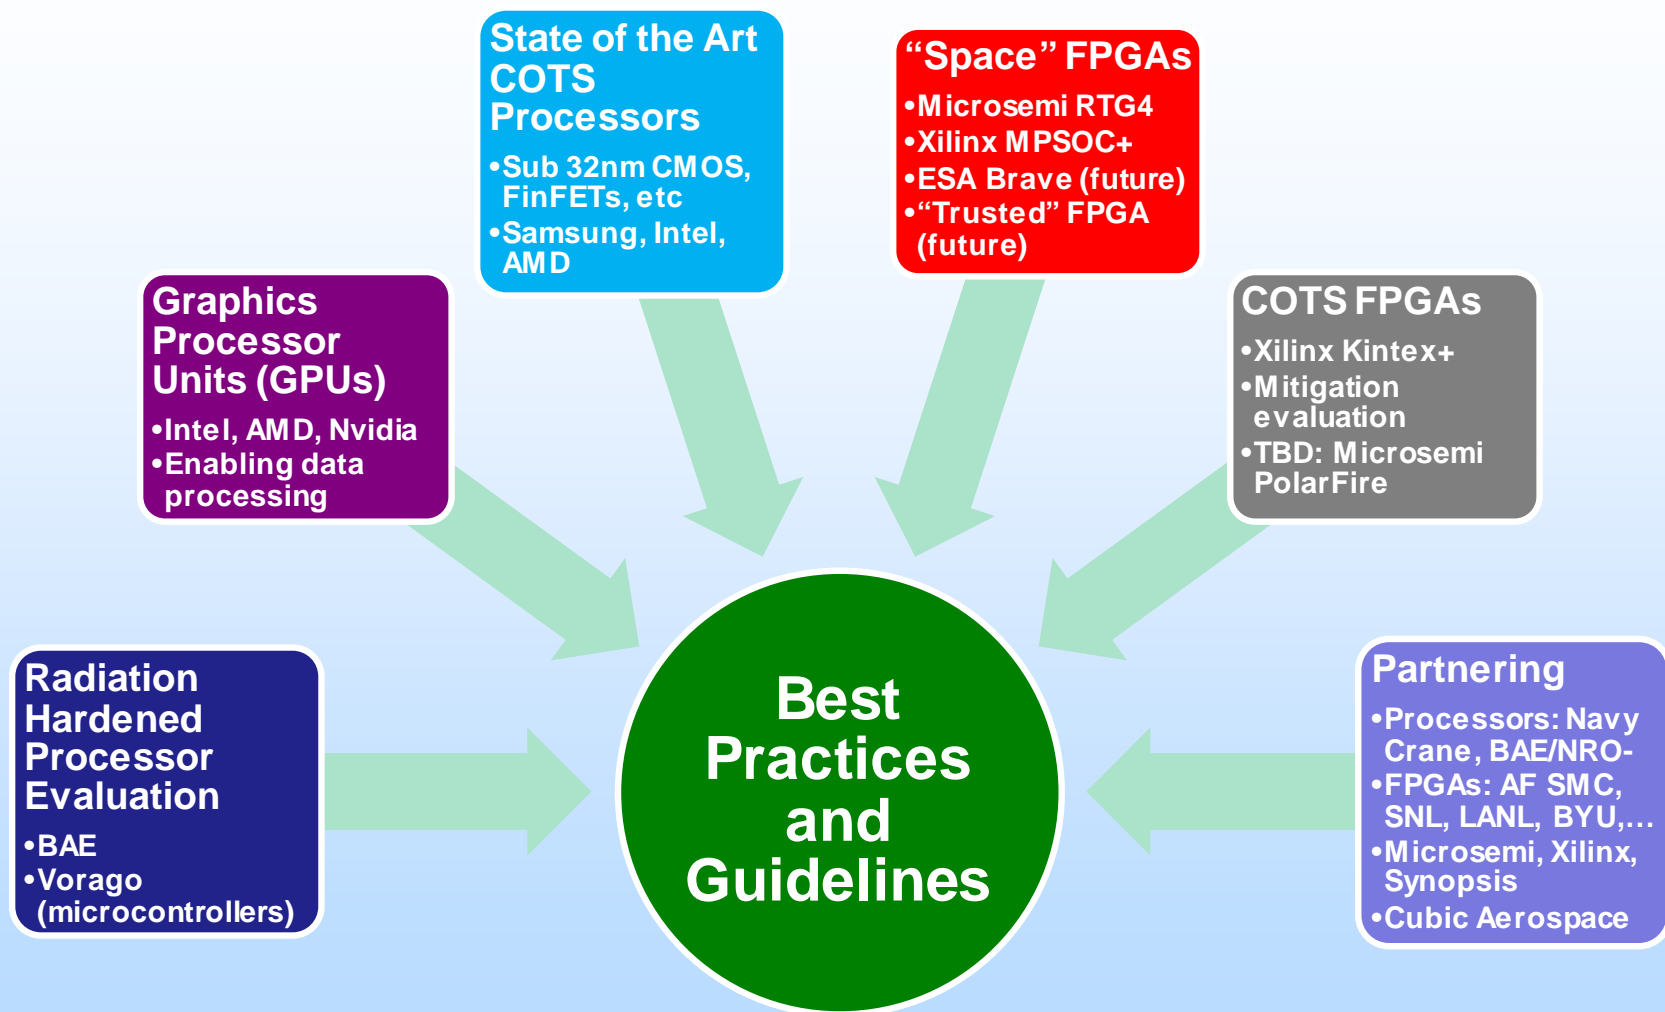 State of the Art
COTS
Processors
•Sub 32nm CMOS,
FinFETs, etc
•Samsung, Intel,
AMD
“Space” FPGAs
•Microsemi RTG4
•Xilinx MPSOC+
•ESA Brave (future)
•“Trusted” FPGA
(future)
Graphics
Processor
Units (GPUs)
•Intel, AMD, Nvidia
•Enabling data
processing
COTS FPGAs
•Xilinx Kintex+
•Mitigation
evaluation
•TBD: Microsemi
PolarFire
Radiation
Hardened
Processor
Evaluation
•BAE
•Vorago
(microcontrollers)
Best
Practices
and
Guidelines
Partnering
•Processors: Navy
Crane, BAE/NRO-
•FPGAs: AF SMC,
SNL, LANL, BYU,…
•Microsemi, Xilinx,
Synopsis
•Cubic Aerospace